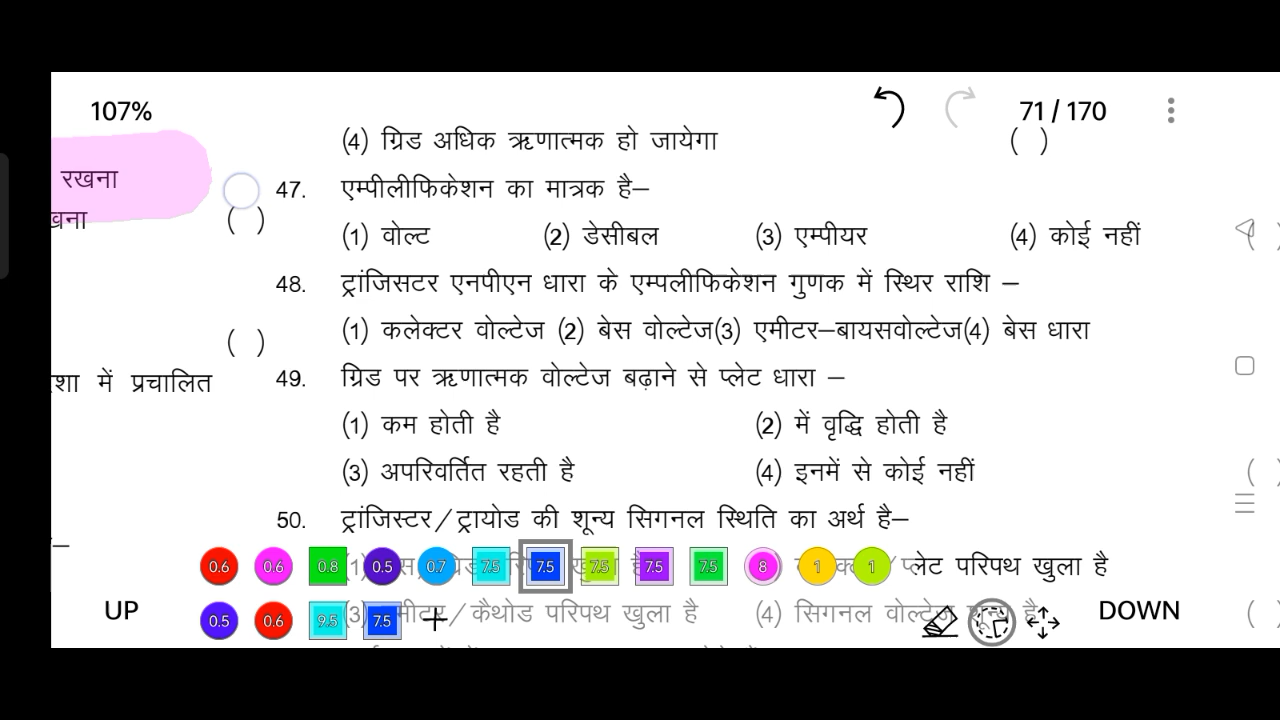 107%
71 / 170
(4) ग्रिड अधिक ऋणात्मक हो जायेगा ( )
रखना
खना ( )
47. एम्पीलीफिकेशन का मात्रक है–
(1) वोल्ट (2) डेसीबल (3) एम्पीयर (4) कोई नहीं ( )
48. ट्रांजिसटर एनपीएन धारा के एम्पलीफिकेशन गुणक में स्थिर राशि –
(1) कलेक्टर वोल्टेज (2) बेस वोल्टेज(3) एमीटर–बायसवोल्टेज(4) बेस धारा
( )
शा में प्रचालित
49. ग्रिड पर ऋणात्मक वोल्टेज बढ़ाने से प्लेट धारा –
(1) कम होती है (2) में वृद्धि होती है
(3) अपरिवर्तित रहती है (4) इनमें से कोई नहीं ( )
50. ट्रांजिस्टर/ट्रायोड की शून्य सिगनल स्थिति का अर्थ है–
(1) है /प्लेट परिपथ खुला है
0.6 0.6 0.8 0.5 0.7 7.5 7.5 7.5 7.5 7.5 8 1 1
(3) /कैथोड परिपथ खुला है (4) सिगनल वोल्टेज शून्य है ( )
UP 0.5 0.6 9.5 7.5 + DOWN